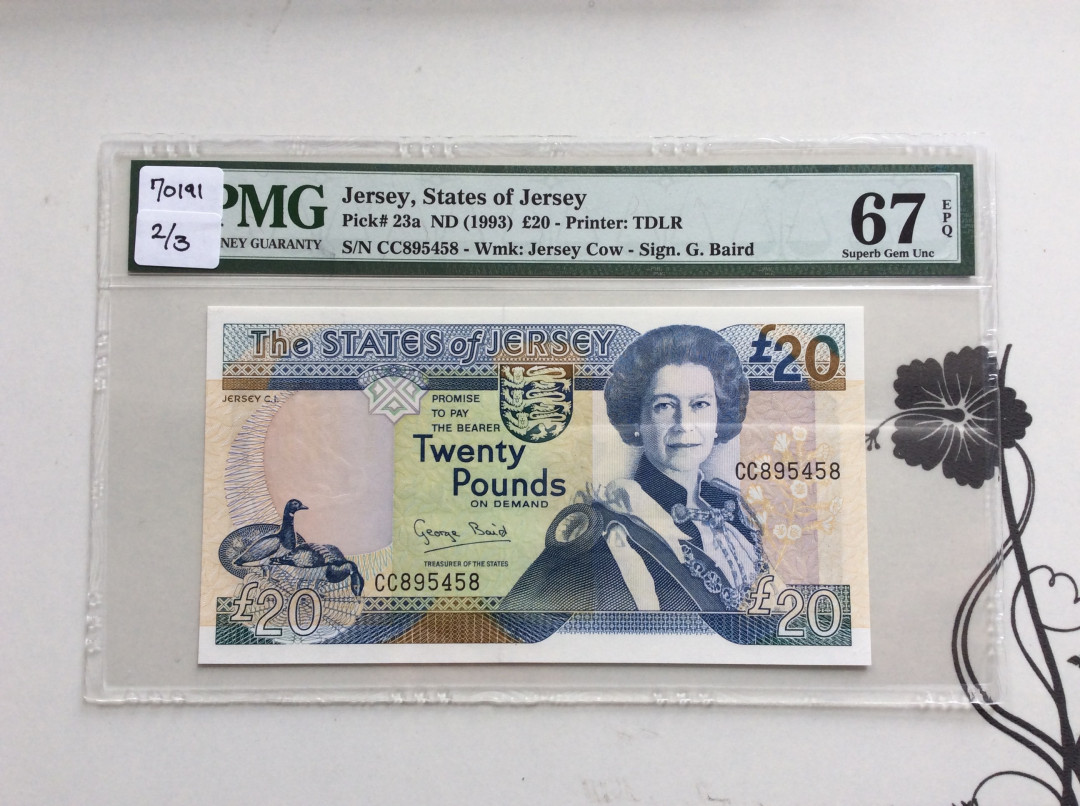 70191
2/3
PMG
NEY GUARANTY
Jersey, States of Jersey
Pick# 23a ND (1993) £20 - Printer: TDLR
S/N CC895458 - Wmk: Jersey Cow - Sign. G. Baird
67
EPQ
Superb Gem Unc
The STATES of JERSEY
£20
JERSEY C.I.
PROMISE
TO PAY
THE BEARER
Twenty
Pounds
ON DEMAND
CC895458
George Baird
TREASURER OF THE STATES
CC895458
£20
£20